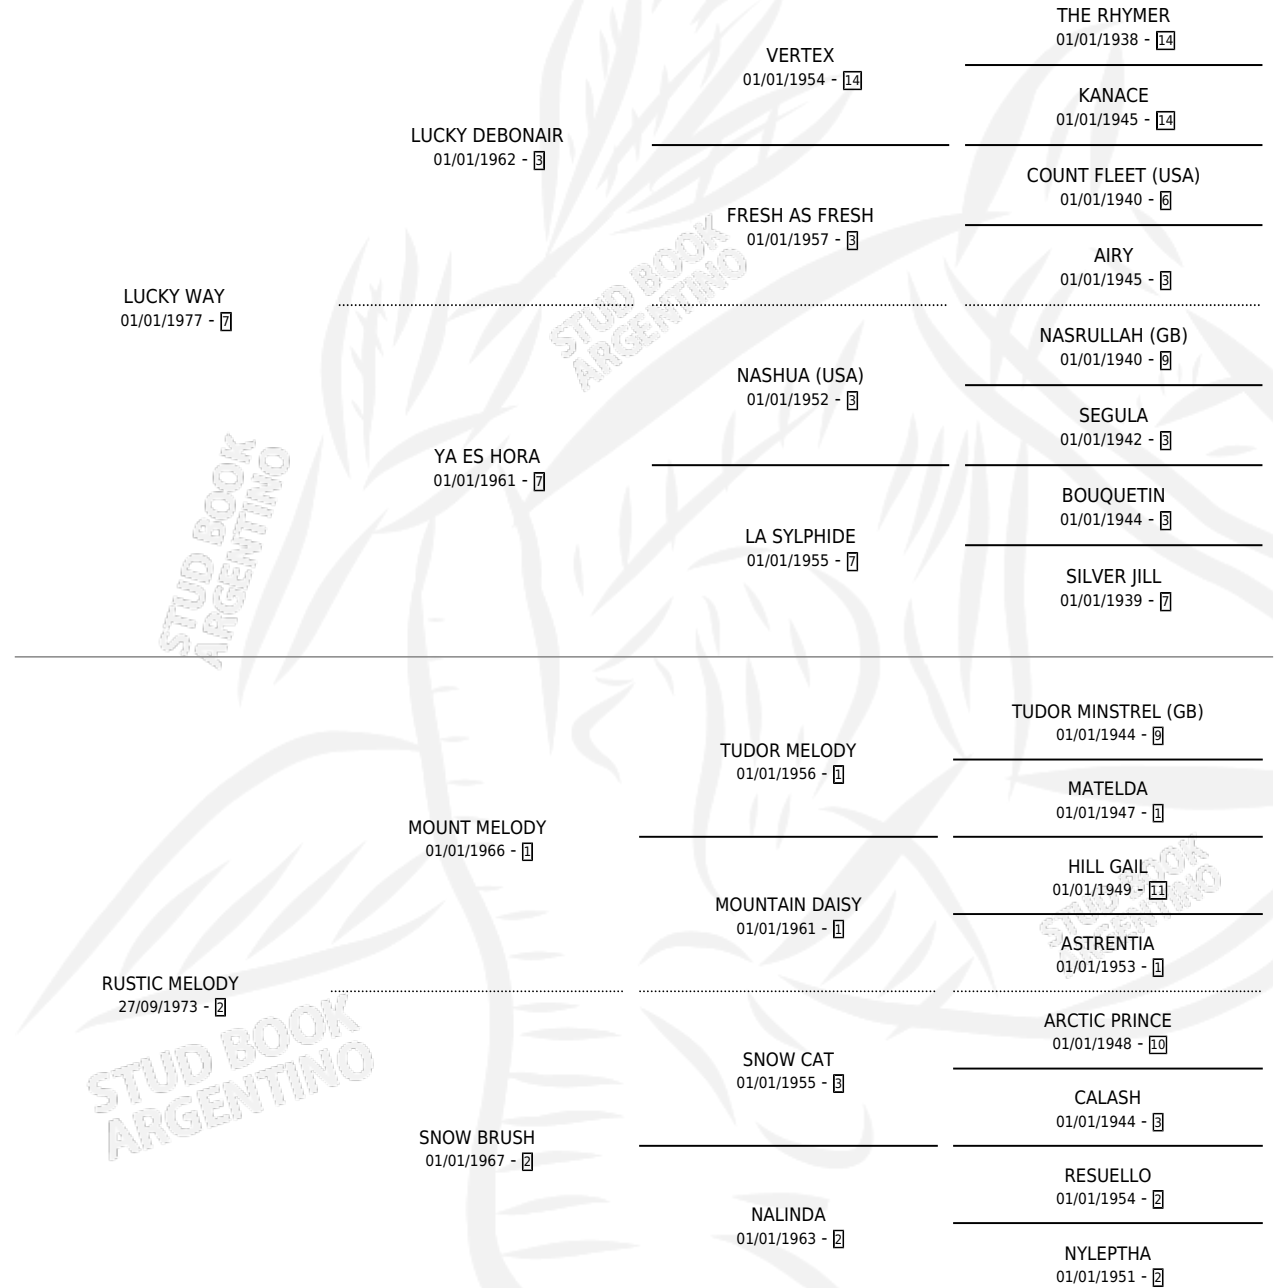 THE RHYMER
01/01/1938 - 14
VERTEX
01/01/1954 - 14
KANACE
01/01/1945 - 14
LUCKY DEBONAIR
01/01/1962 - 3
COUNT FLEET (USA)
01/01/1940 - 6
FRESH AS FRESH
01/01/1957 - 3
AIRY
01/01/1945 - 3
LUCKY WAY
01/01/1977 - 7
STUD BOOK
ARGENTINO
NASRULLAH (GB)
01/01/1940 - 9
NASHUA (USA)
01/01/1952 - 3
SEGULA
01/01/1942 - 3
YA ES HORA
01/01/1961 - 7
BOUQUETIN
01/01/1944 - 3
LA SYLPHIDE
01/01/1955 - 7
SILVER JILL
01/01/1939 - 7
STUD BOOK
ARGENTINO
TUDOR MINSTREL (GB)
01/01/1944 - 9
TUDOR MELODY
01/01/1956 - 1
MATELDA
01/01/1947 - 1
MOUNT MELODY
01/01/1966 - 1
HILL GAIL
01/01/1949 - 11
MOUNTAIN DAISY
01/01/1961 - 1
STUD BOOK
ARGENTINO
ASTRENTIA
01/01/1953 - 1
RUSTIC MELODY
27/09/1973 - 2
ARCTIC PRINCE
01/01/1948 - 10
SNOW CAT
01/01/1955 - 3
STUD BOOK
ARGENTINO
CALASH
01/01/1944 - 3
SNOW BRUSH
01/01/1967 - 2
RESUELLO
01/01/1954 - 2
NALINDA
01/01/1963 - 2
NYLEPTHA
01/01/1951 - 2